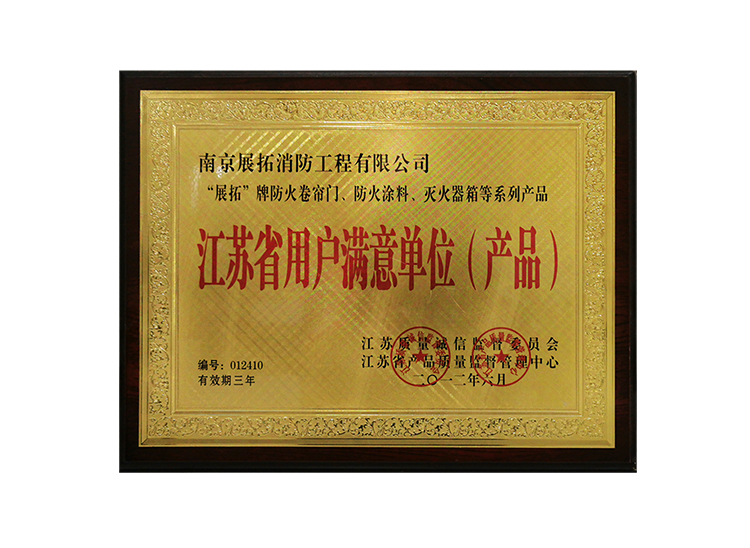 南京展拓消防工程有限公司
“展拓”牌防火卷帘门、防火涂料、灭火器箱等系列产品
江苏省用户满意单位（产品）
江苏质量诚信监督委员会
江苏省产品质量监督管理中心
二〇一二年六月
编号：012410
有效期三年